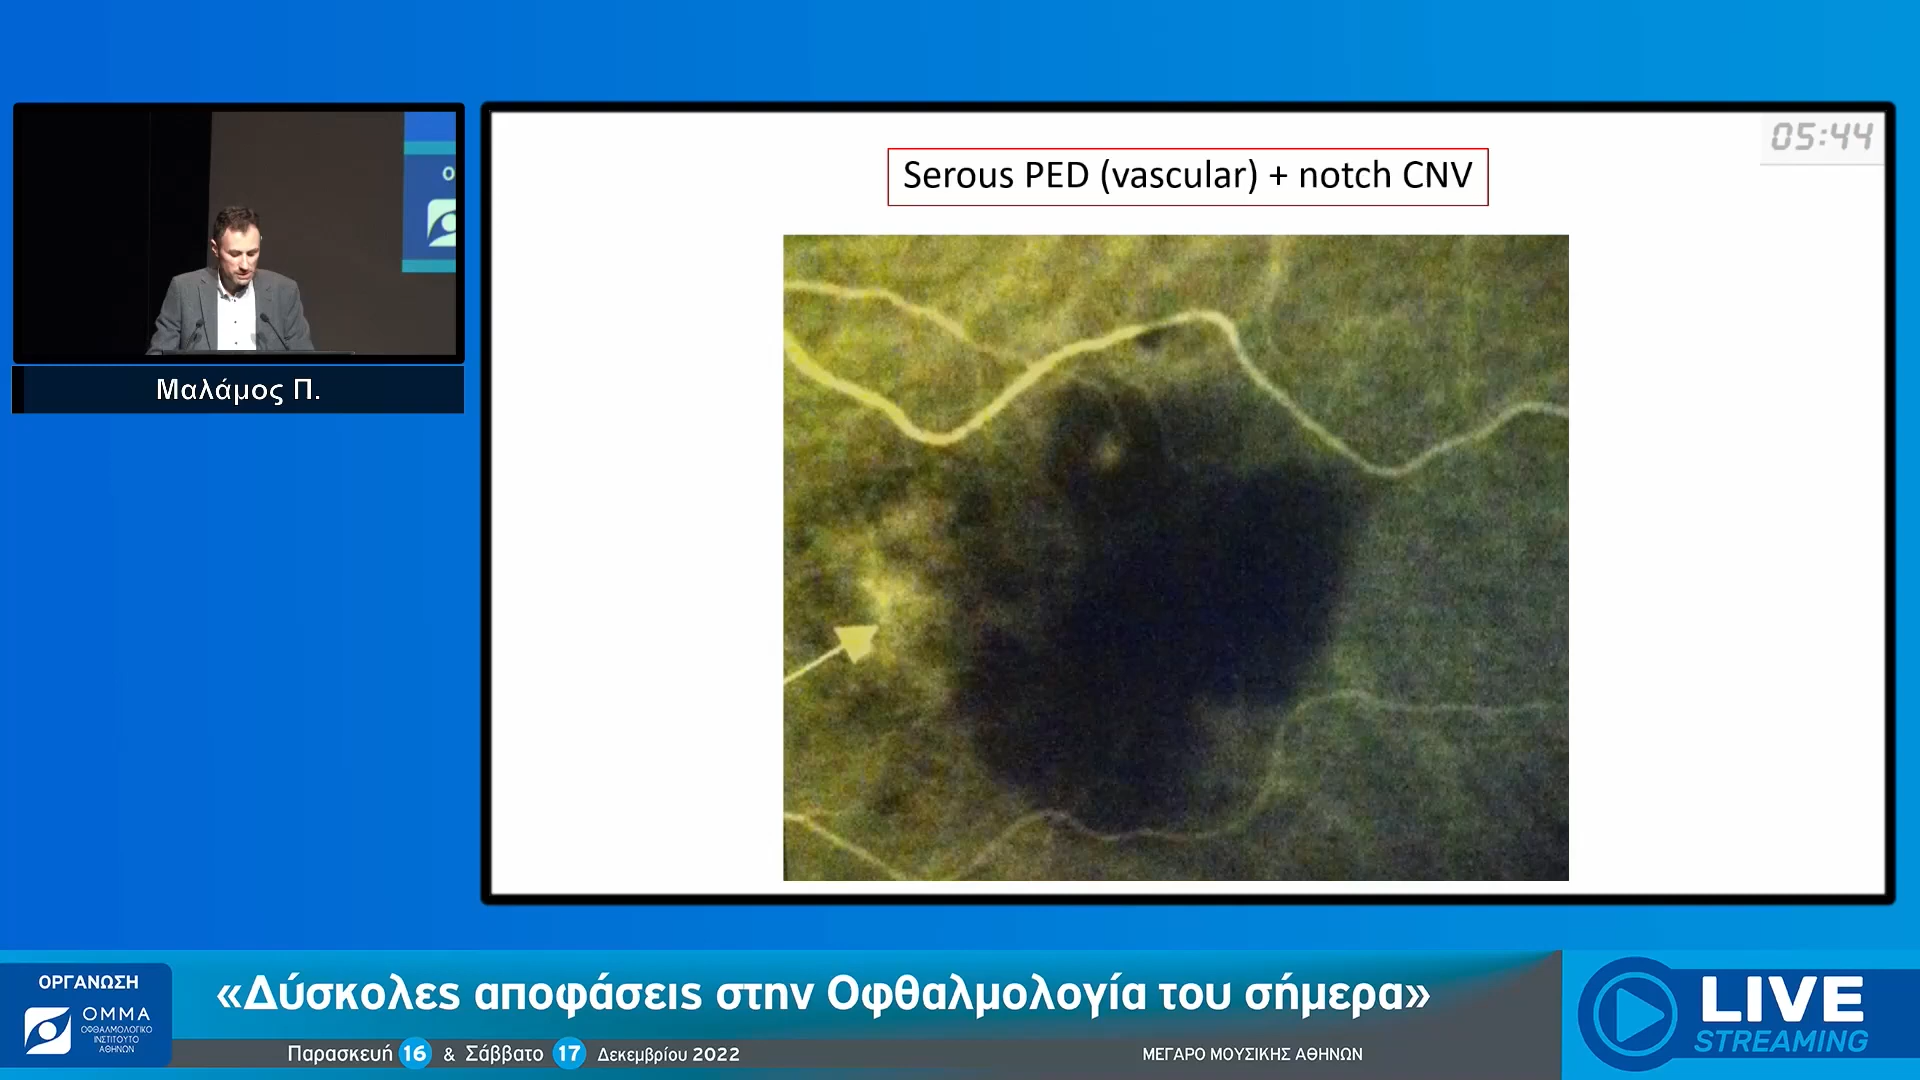 05:44
Serous PED (vascular) + notch CNV
Μαλάμος Π.
ΟΡΓΑΝΩΣΗ
ΟΜΜΑ
ΟΦΘΑΛΜΟΛΟΓΙΚΟ
ΙΝΣΤΙΤΟΥΤΟ
ΑΘΗΝΩΝ
«Δύσκολες αποφάσεις στην Οφθαλμολογία του σήμερα»
Παρασκευή 16 & Σάββατο 17 Δεκεμβρίου 2022
ΜΕΓΑΡΟ ΜΟΥΣΙΚΗΣ ΑΘΗΝΩΝ
LIVE
STREAMING